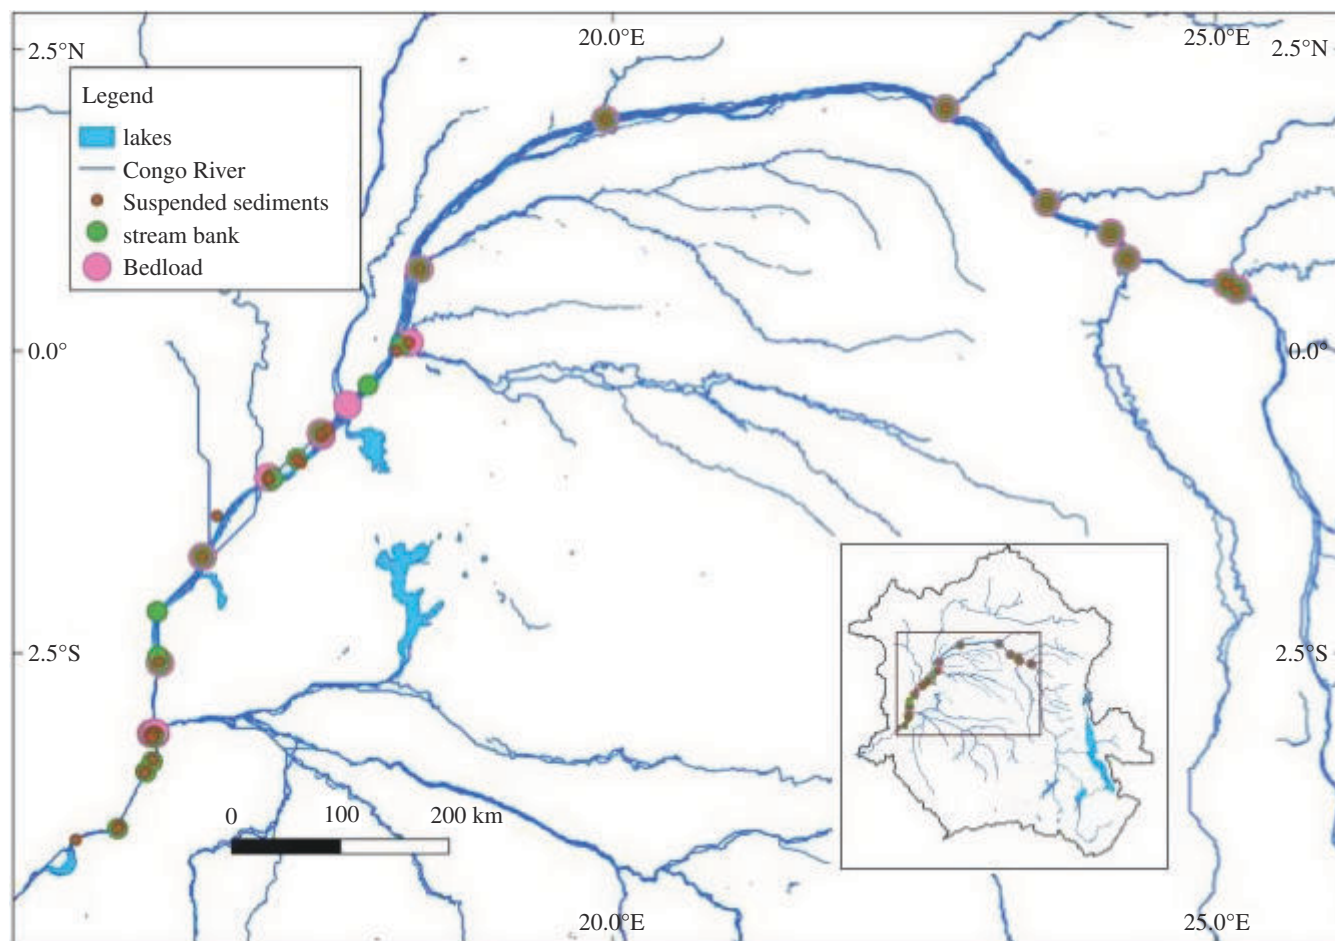 20.0°E
25.0°E
2.5°N
2.5°N
Legend
lakes
Congo River
Suspended sediments
stream bank
Bedload
0.0°
0.0°
2.5°S
2.5°S
0
100
200 km
20.0°E
25.0°E